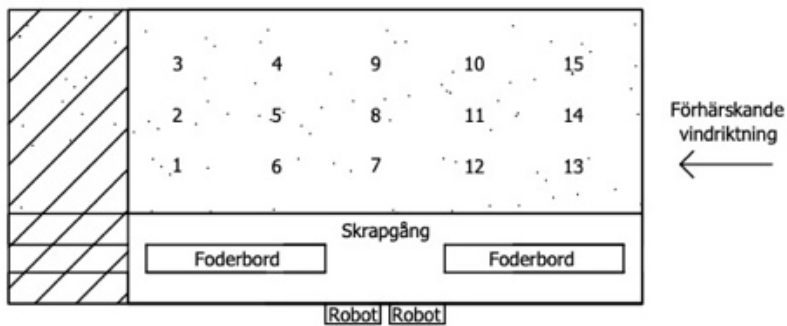 3 4 9 10 15
2 5 8 11 14
1 6 7 12 13
Förhärskande
vindriktning
Skrapgång
Foderbord Foderbord
Robot Robot